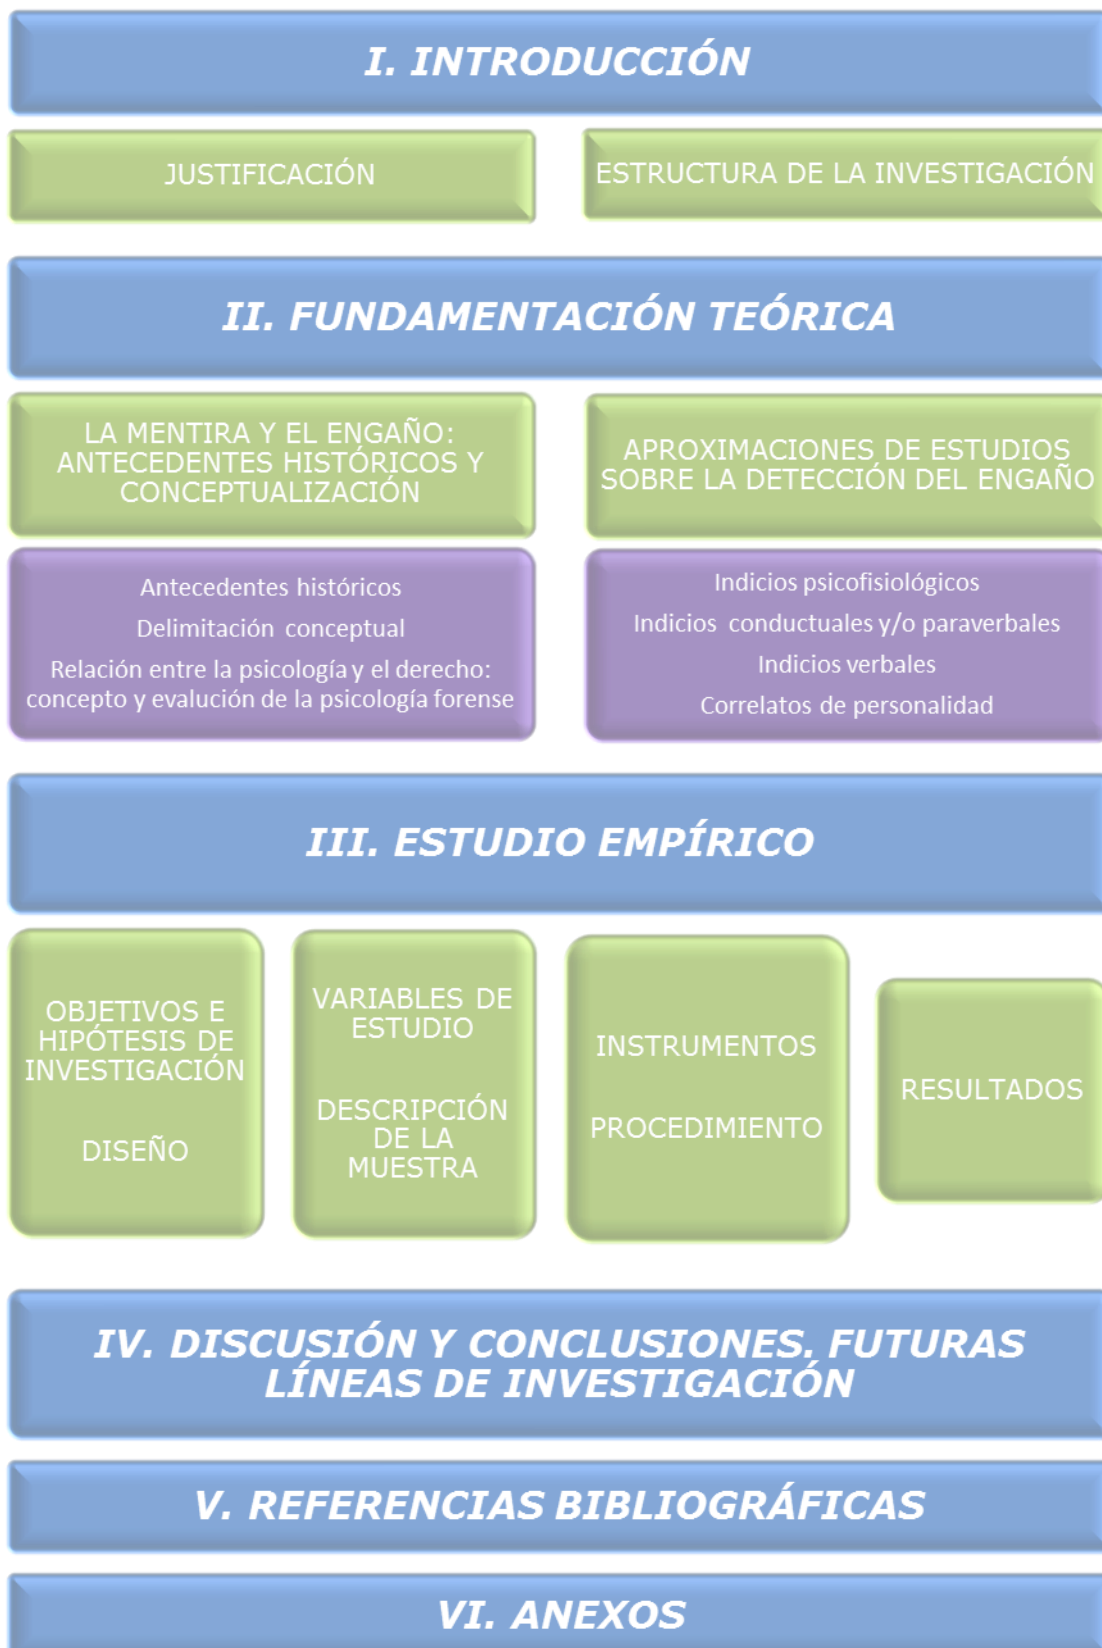 I. INTRODUCCIÓN
JUSTIFICACIÓN
ESTRUCTURA DE LA INVESTIGACIÓN
II. FUNDAMENTACIÓN TEÓRICA
LA MENTIRA Y EL ENGAÑO:
ANTECEDENTES HISTÓRICOS Y
CONCEPTUALIZACIÓN
APROXIMACIONES DE ESTUDIOS
SOBRE LA DETECCIÓN DEL ENGAÑO
Antecedentes históricos
Delimitación conceptual
Relación entre la psicología y el derecho:
concepto y evalución de la psicología forense
Indicios psicofisiológicos
Indicios conductuales y/o paraverbales
Indicios verbales
Correlatos de personalidad
III. ESTUDIO EMPÍRICO
OBJETIVOS E
HIPÓTESIS DE
INVESTIGACIÓN
DISEÑO
VARIABLES DE
ESTUDIO
DESCRIPCIÓN
DE LA
MUESTRA
INSTRUMENTOS
PROCEDIMIENTO
RESULTADOS
IV. DISCUSIÓN Y CONCLUSIONES. FUTURAS
LÍNEAS DE INVESTIGACIÓN
V. REFERENCIAS BIBLIOGRÁFICAS
VI. ANEXOS